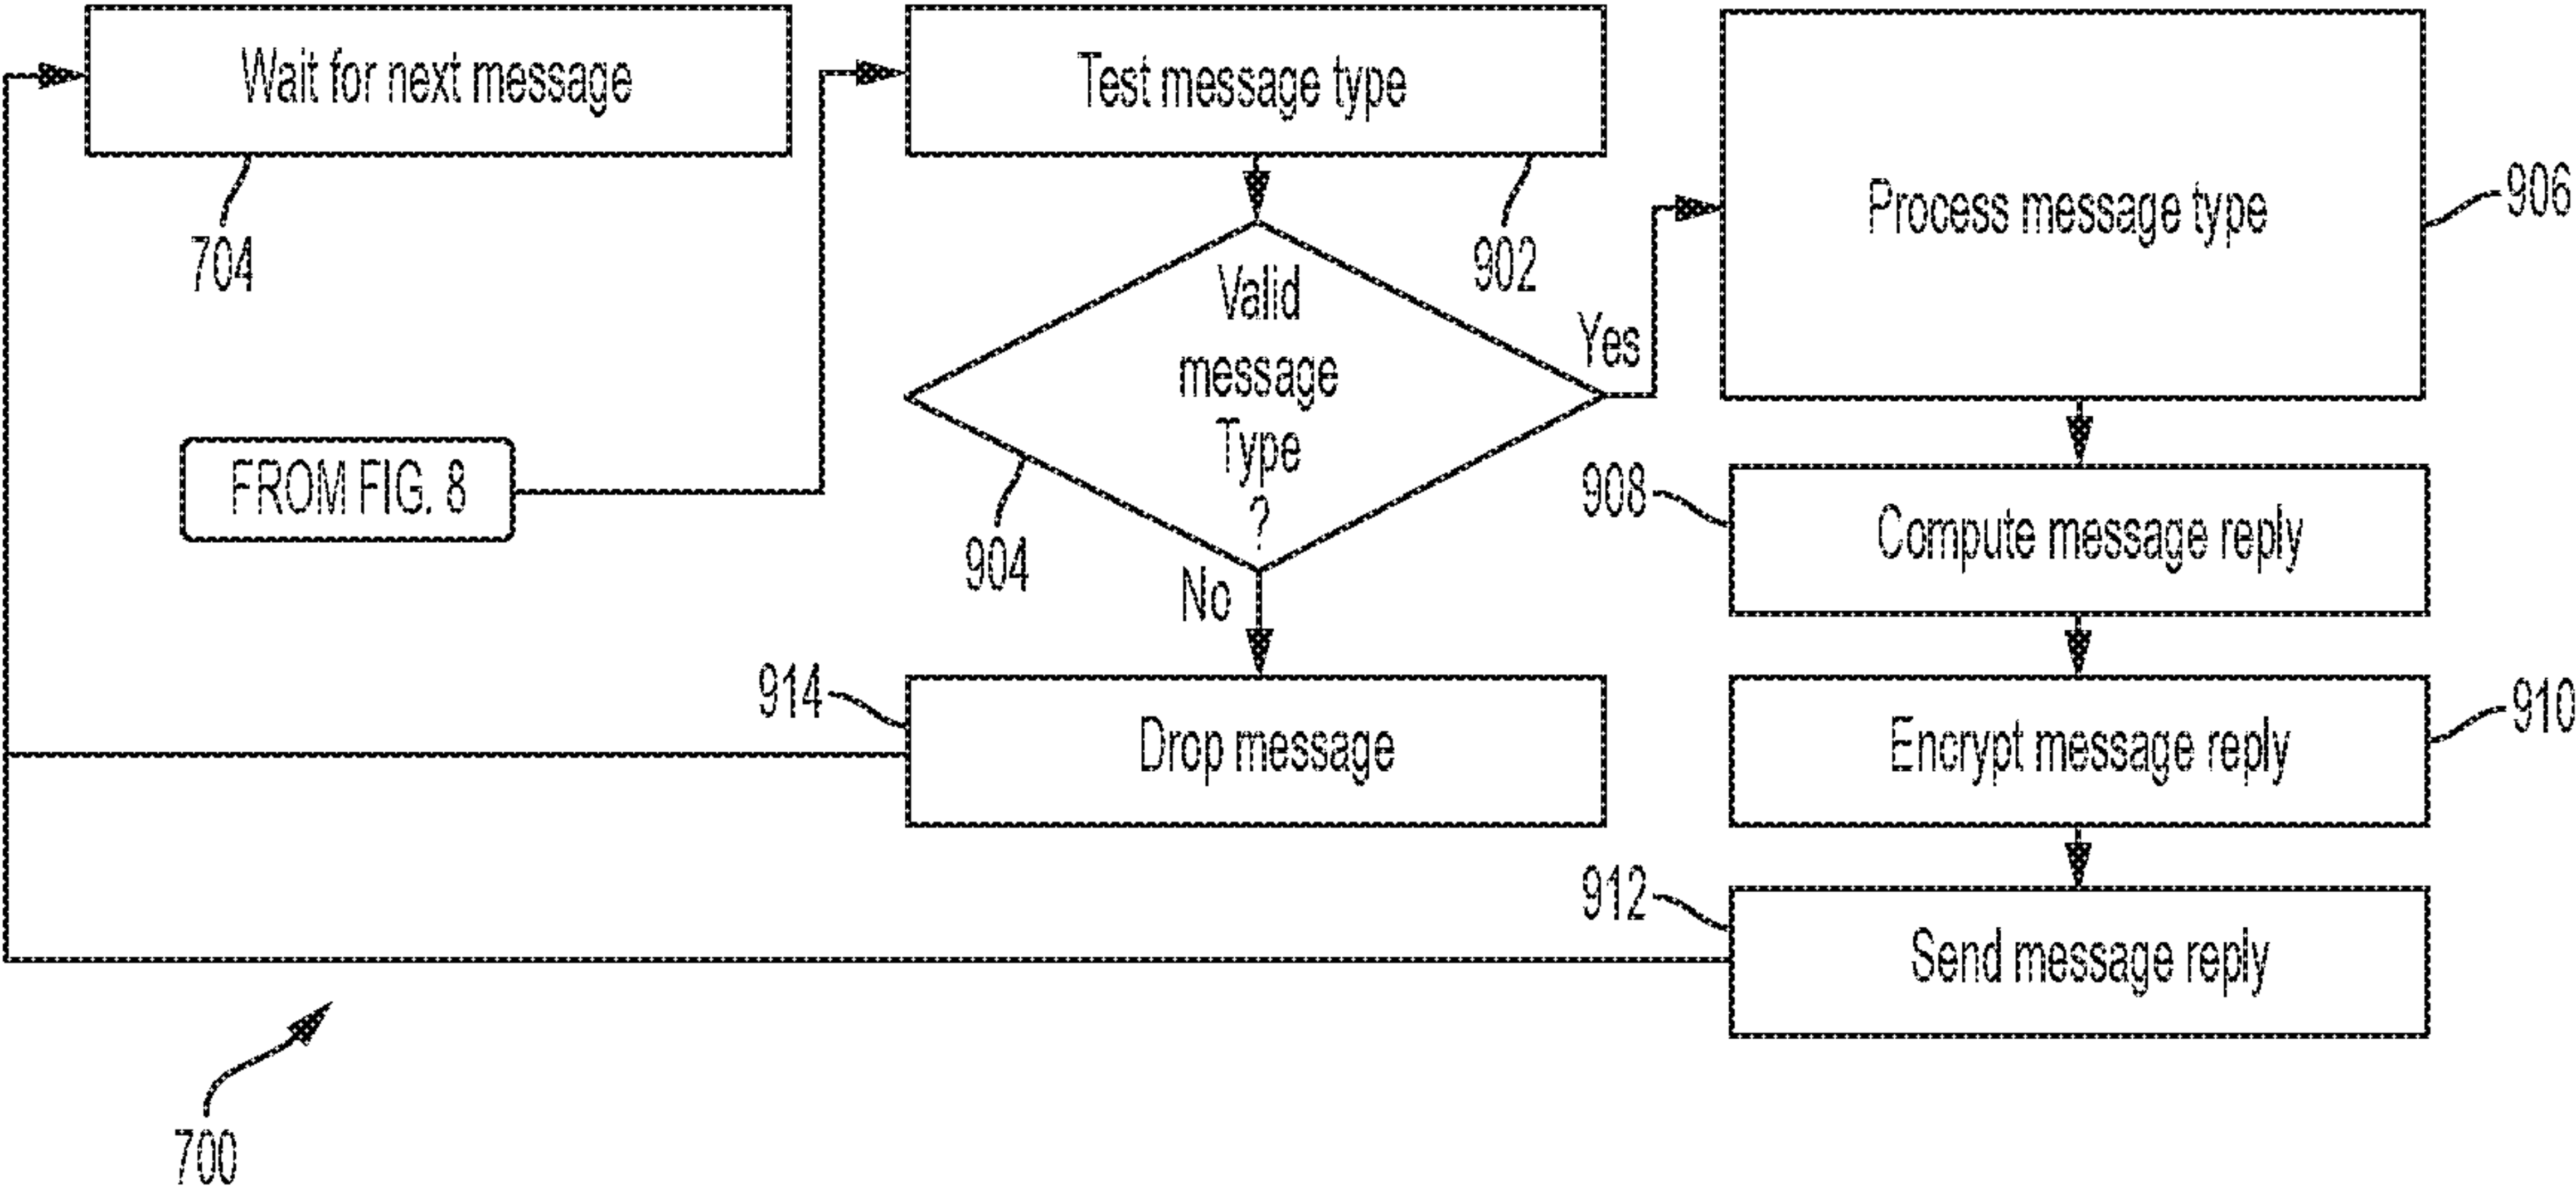 Wait for next message
704
Test message type
902
Process message type
906
Valid
message
Type
?
904
Yes
No
FROM FIG. 8
908
Compute message reply
914
Drop message
Encrypt message reply
910
912
Send message reply
700